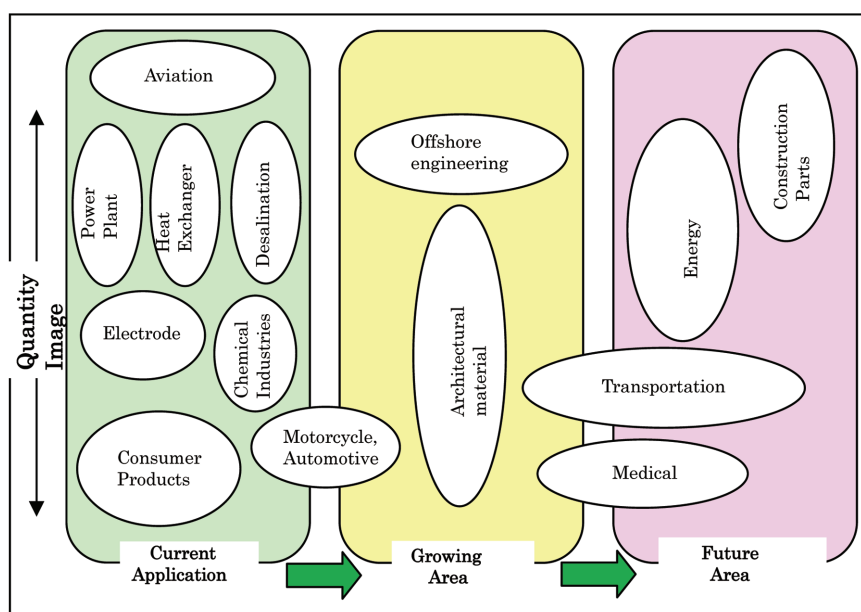 Quantity
Image
Aviation
Power
Plant
Heat
Exchanger
Desalination
Electrode
Chemical
Industries
Consumer
Products
Motorcycle,
Automotive
Offshore
engineering
Architectural
material
Construction
Parts
Energy
Transportation
Medical
Current
Application
Growing
Area
Future
Area